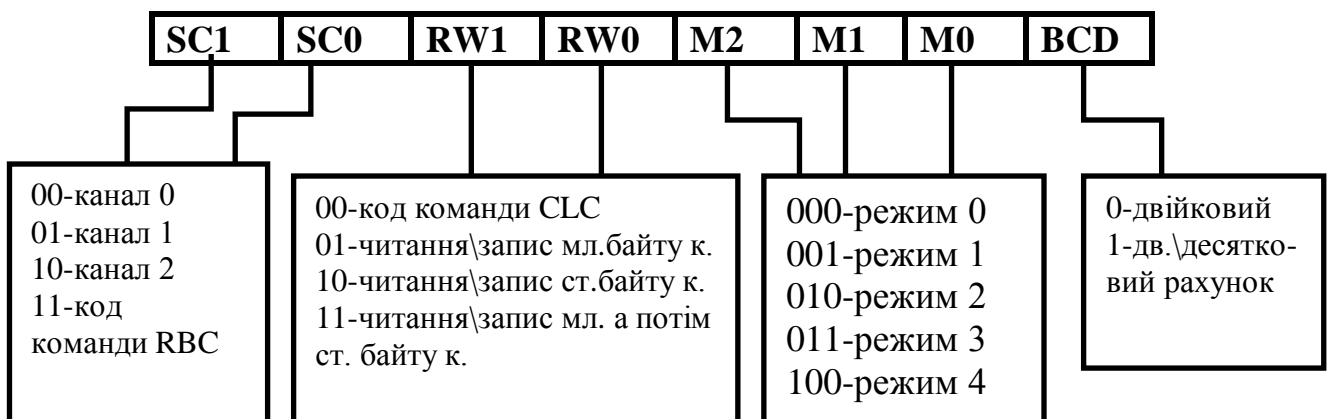 SC1 SC0 RW1 RW0 M2 M1 M0 BCD
00-канал 0
01-канал 1
10-канал 2
11-код
команди RBC
00-код команди CLC
01-читання\запис мл.байту к.
10-читання\запис ст.байту к.
11-читання\запис мл. а потім
ст. байту к.
000-режим 0
001-режим 1
010-режим 2
011-режим 3
100-режим 4
0-двійковий
1-дв.\десятко-
вий рахунок